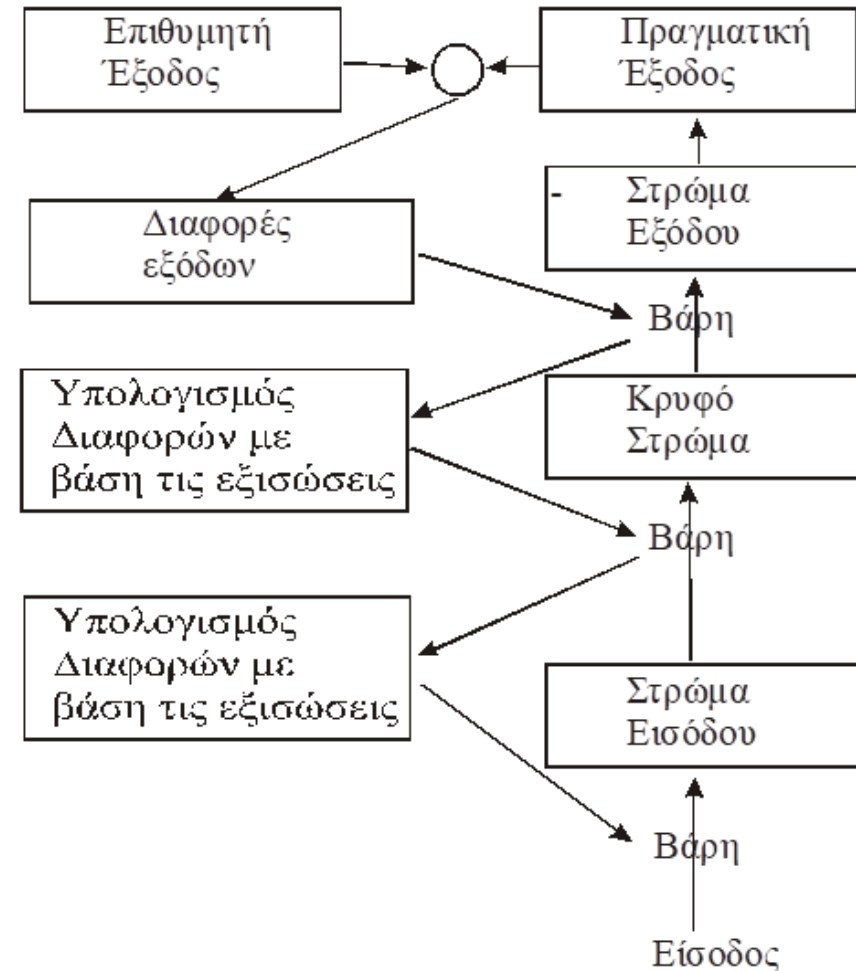 Επιθυμητή
Έξοδος
Πραγματική
Έξοδος
Διαφορές
εξόδων
- Στρώμα
Εξόδου
Βάρη
Υπολογισμός
Διαφορών με
βάση τις εξισώσεις
Κρυφό
Στρώμα
Βάρη
Υπολογισμός
Διαφορών με
βάση τις εξισώσεις
Στρώμα
Εισόδου
Βάρη
Είσοδος